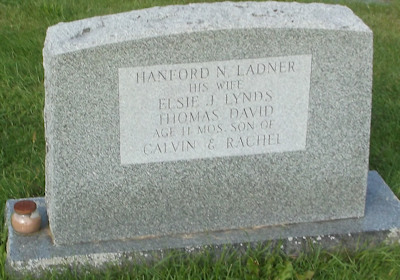 HANFORD N. LADNER
HIS WIFE
ELSIE J. LYNDS
THOMAS DAVID
AGE 11 MOS. SON OF
CALVIN & RACHEL